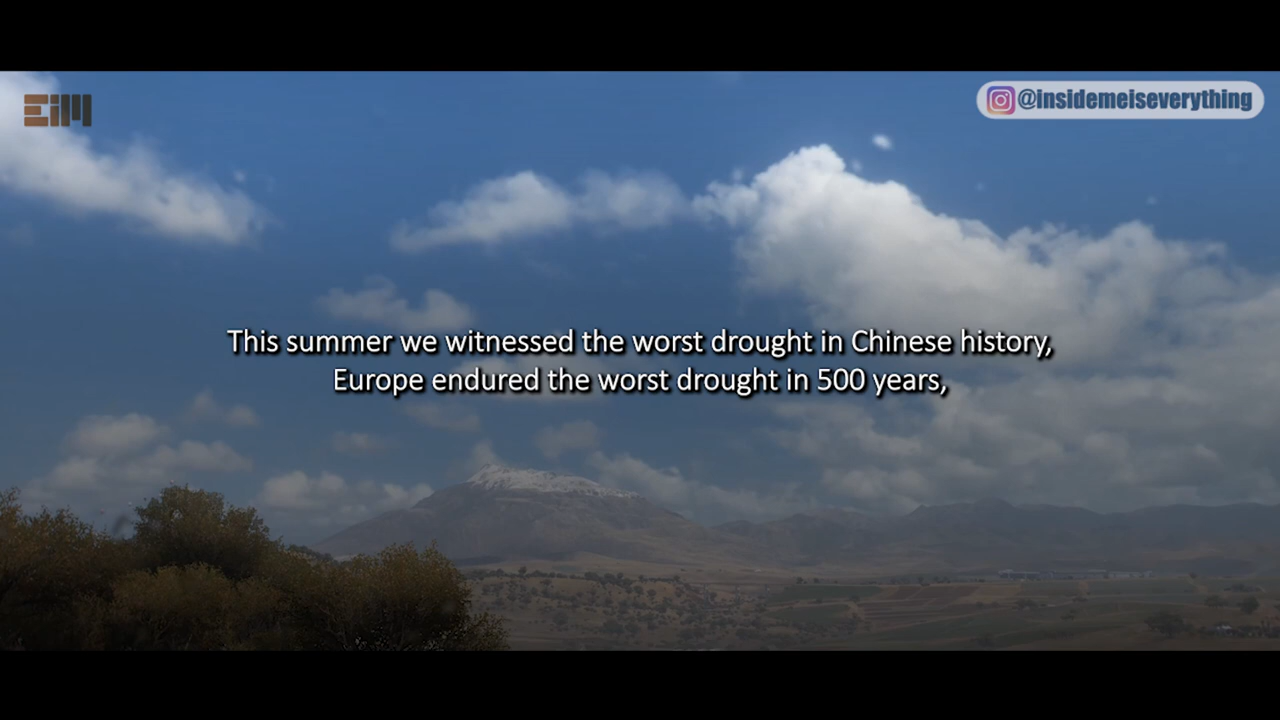 EiM
@insidemeiseverything
This summer we witnessed the worst drought in Chinese history,
Europe endured the worst drought in 500 years,